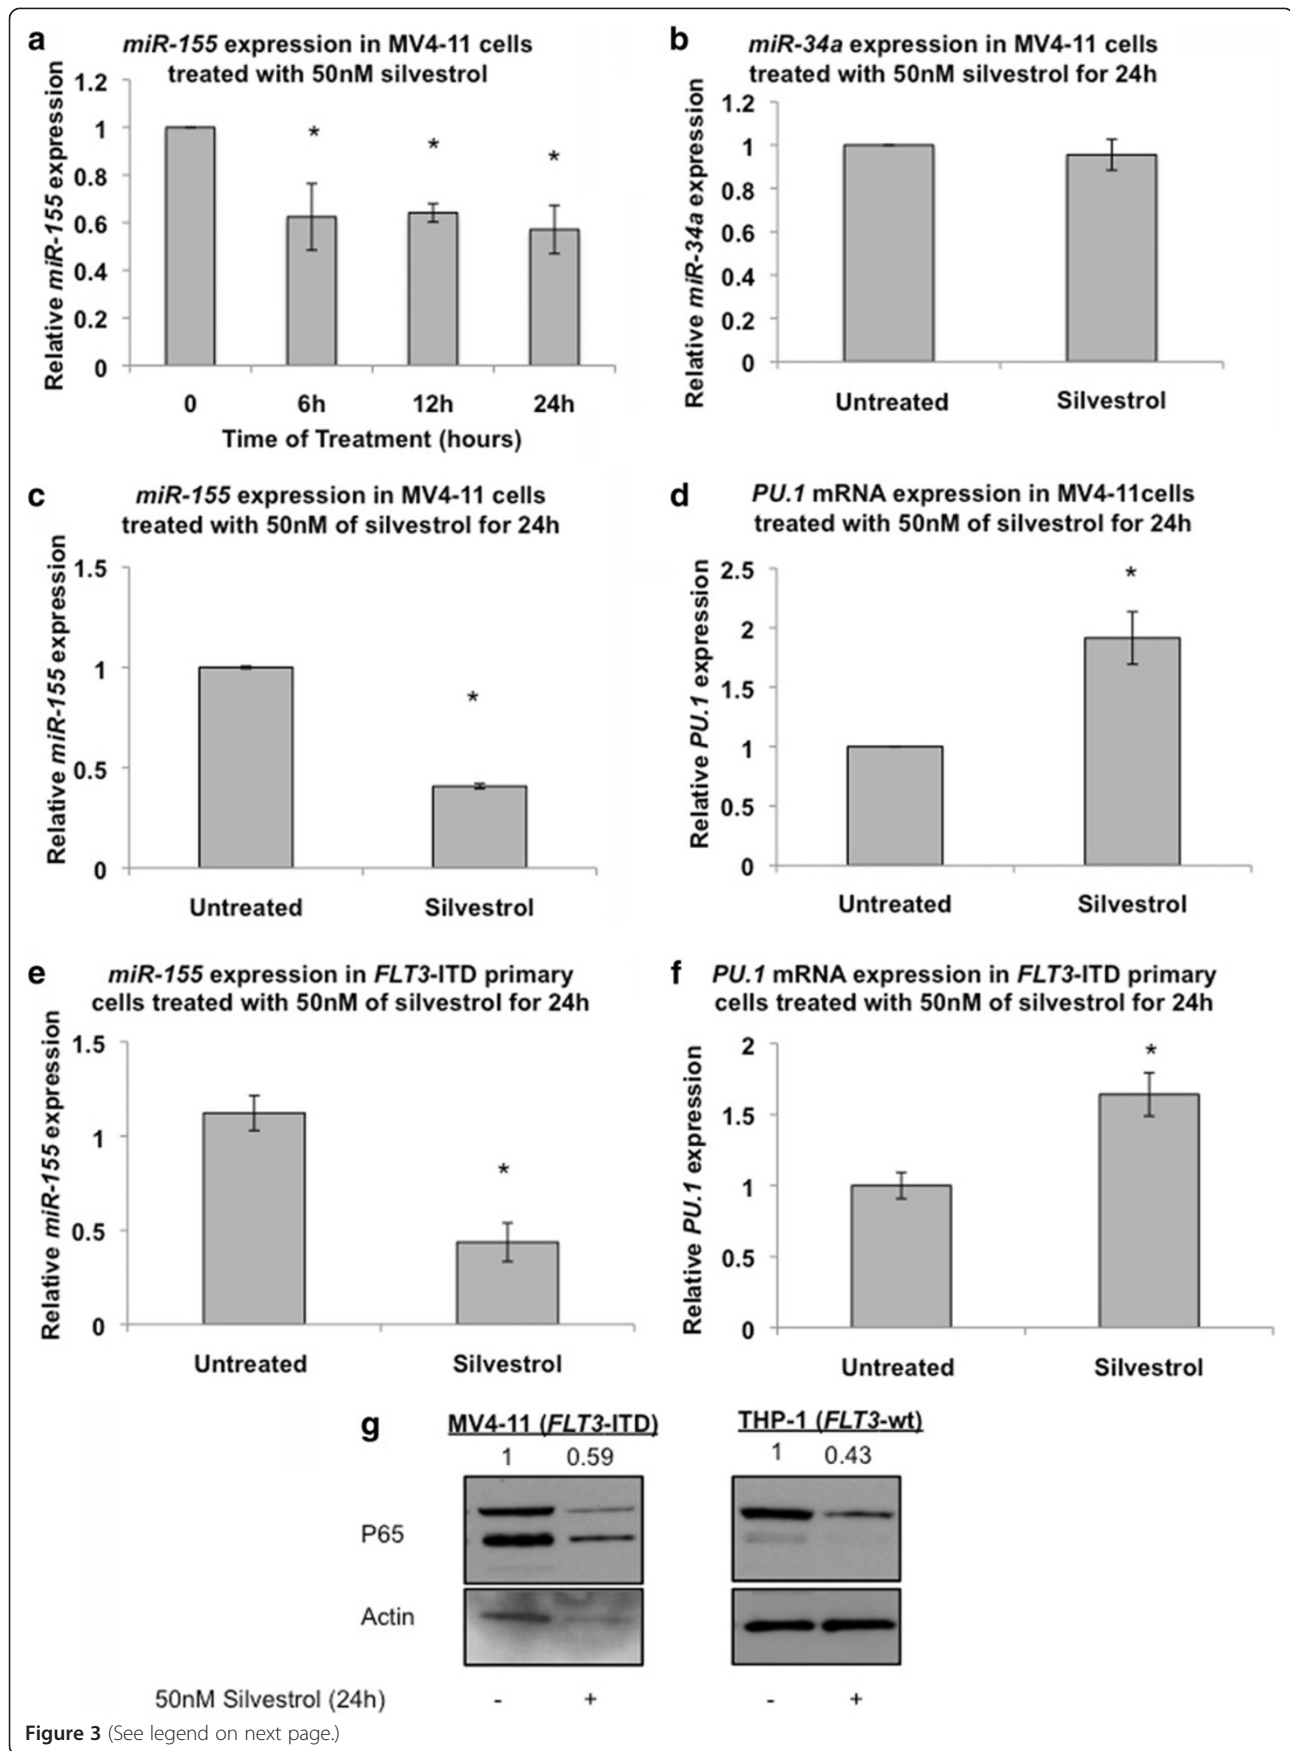 a
miR-155 expression in MV4-11 cells
treated with 50nM silvestrol
Relative miR-155 expression
1.2
1
0.8
0.6
0.4
0.2
0
* * *
0 6h 12h 24h
Time of Treatment (hours)
b
miR-34a expression in MV4-11 cells
treated with 50nM silvestrol for 24h
Relative miR-34a expression
1.2
1
0.8
0.6
0.4
0.2
0
Untreated Silvestrol
c
miR-155 expression in MV4-11 cells
treated with 50nM of silvestrol for 24h
Relative miR-155 expression
1.5
1
0.5
0
*
Untreated Silvestrol
d
PU.1 mRNA expression in MV4-11cells
treated with 50nM of silvestrol for 24h
Relative PU.1 expression
2.5
2
1.5
1
0.5
0
*
Untreated Silvestrol
e
miR-155 expression in FLT3-ITD primary
cells treated with 50nM of silvestrol for 24h
Relative miR-155 expression
1.5
1
0.5
0
*
Untreated Silvestrol
f
PU.1 mRNA expression in FLT3-ITD primary
cells treated with 50nM of silvestrol for 24h
Relative PU.1 expression
2
1.5
1
0.5
0
*
Untreated Silvestrol
g
MV4-11 (FLT3-ITD) THP-1 (FLT3-wt)
1 0.59 1 0.43
P65
Actin
50nM Silvestrol (24h) - + - +
Figure 3 (See legend on next page.)